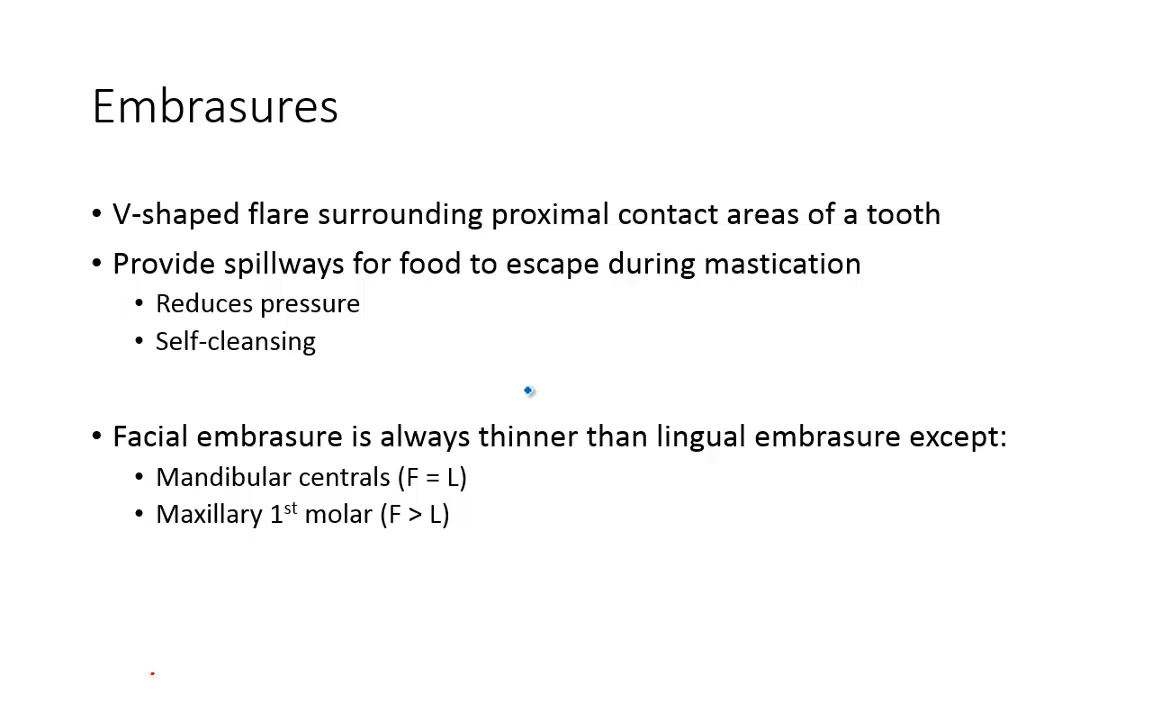 Embrasures
• V-shaped flare surrounding proximal contact areas of a tooth
• Provide spillways for food to escape during mastication
• Reduces pressure
• Self-cleansing
• Facial embrasure is always thinner than lingual embrasure except:
• Mandibular centrals (F = L)
• Maxillary 1st molar (F > L)